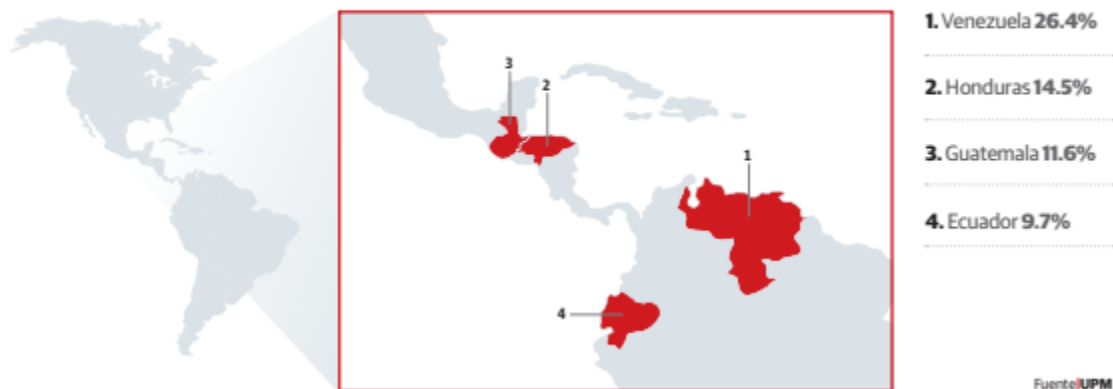 1. Venezuela 26.4%
2. Honduras 14.5%
3. Guatemala 11.6%
4. Ecuador 9.7%
3
2
1
4
Fuente|UPM